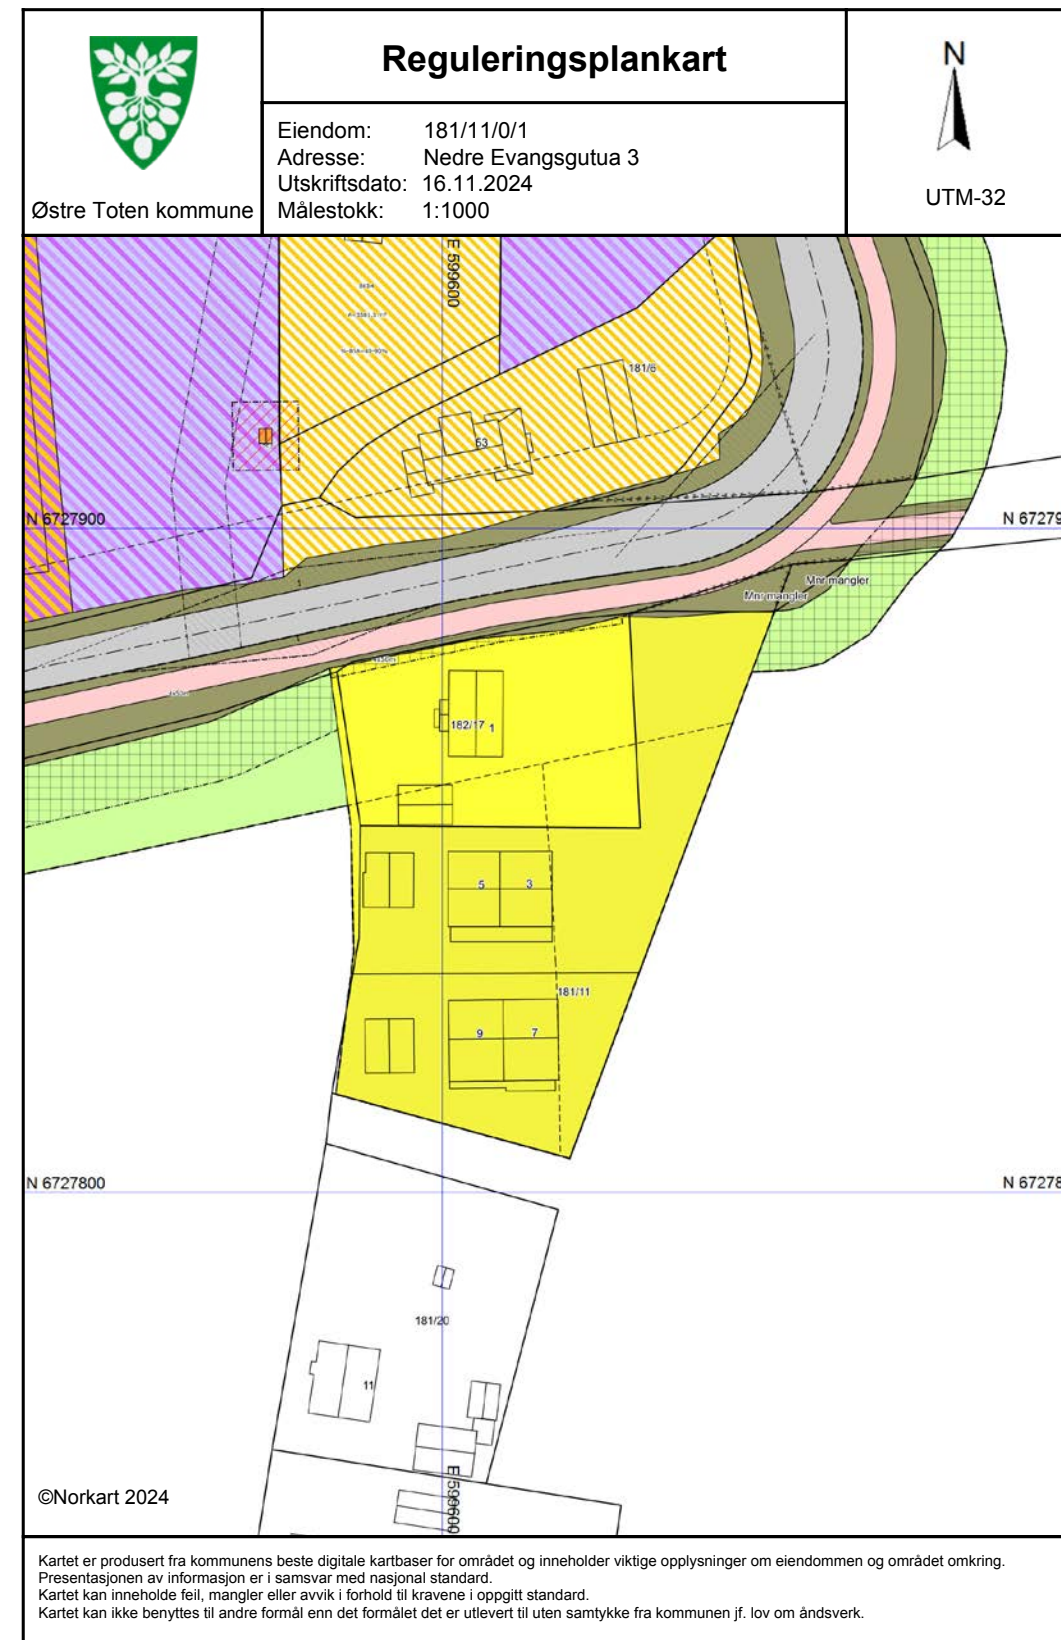 Reguleringsplankart
Eiendom: 181/11/0/1
Adresse: Nedre Evangsgutua 3
Utskriftsdato: 16.11.2024
Målestokk: 1:1000
Østre Toten kommune
N
UTM-32
E 599600
181/6
63
N 6727900
N 67279
Mnr mangler
Mnr mangler
182/17 1
5 3
181/11
9 7
N 6727800
N 67278
181/20
11
E 599600
©Norkart 2024
Kartet er produsert fra kommunens beste digitale kartbaser for området og inneholder viktige opplysninger om eiendommen og området omkring.
Presentasjonen av informasjon er i samsvar med nasjonal standard.
Kartet kan inneholde feil, mangler eller avvik i forhold til kravene i oppgitt standard.
Kartet kan ikke benyttes til andre formål enn det formålet det er utlevert til uten samtykke fra kommunen jf. lov om åndsverk.